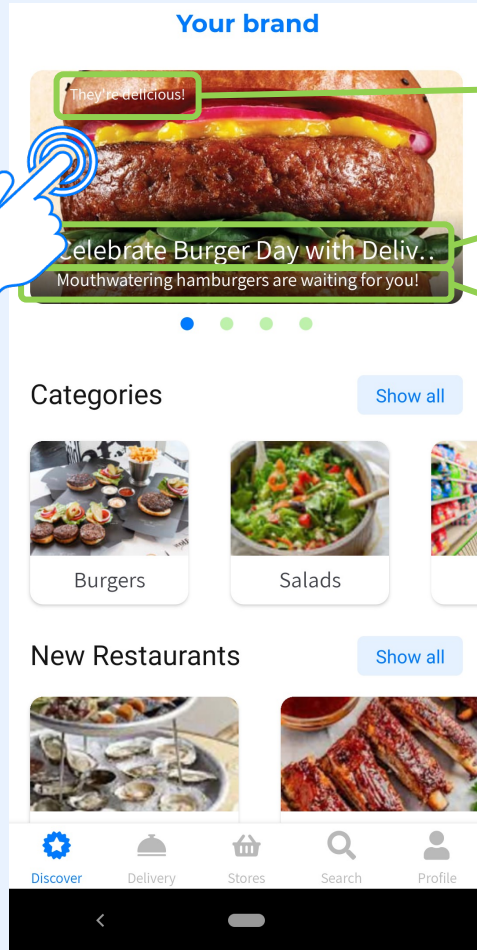 Your brand
They're delicious!
Celebrate Burger Day with Deliv..
Mouthwatering hamburgers are waiting for you!
Categories
Show all
Burgers
Salads
New Restaurants
Show all
Discover
Delivery
Stores
Search
Profile